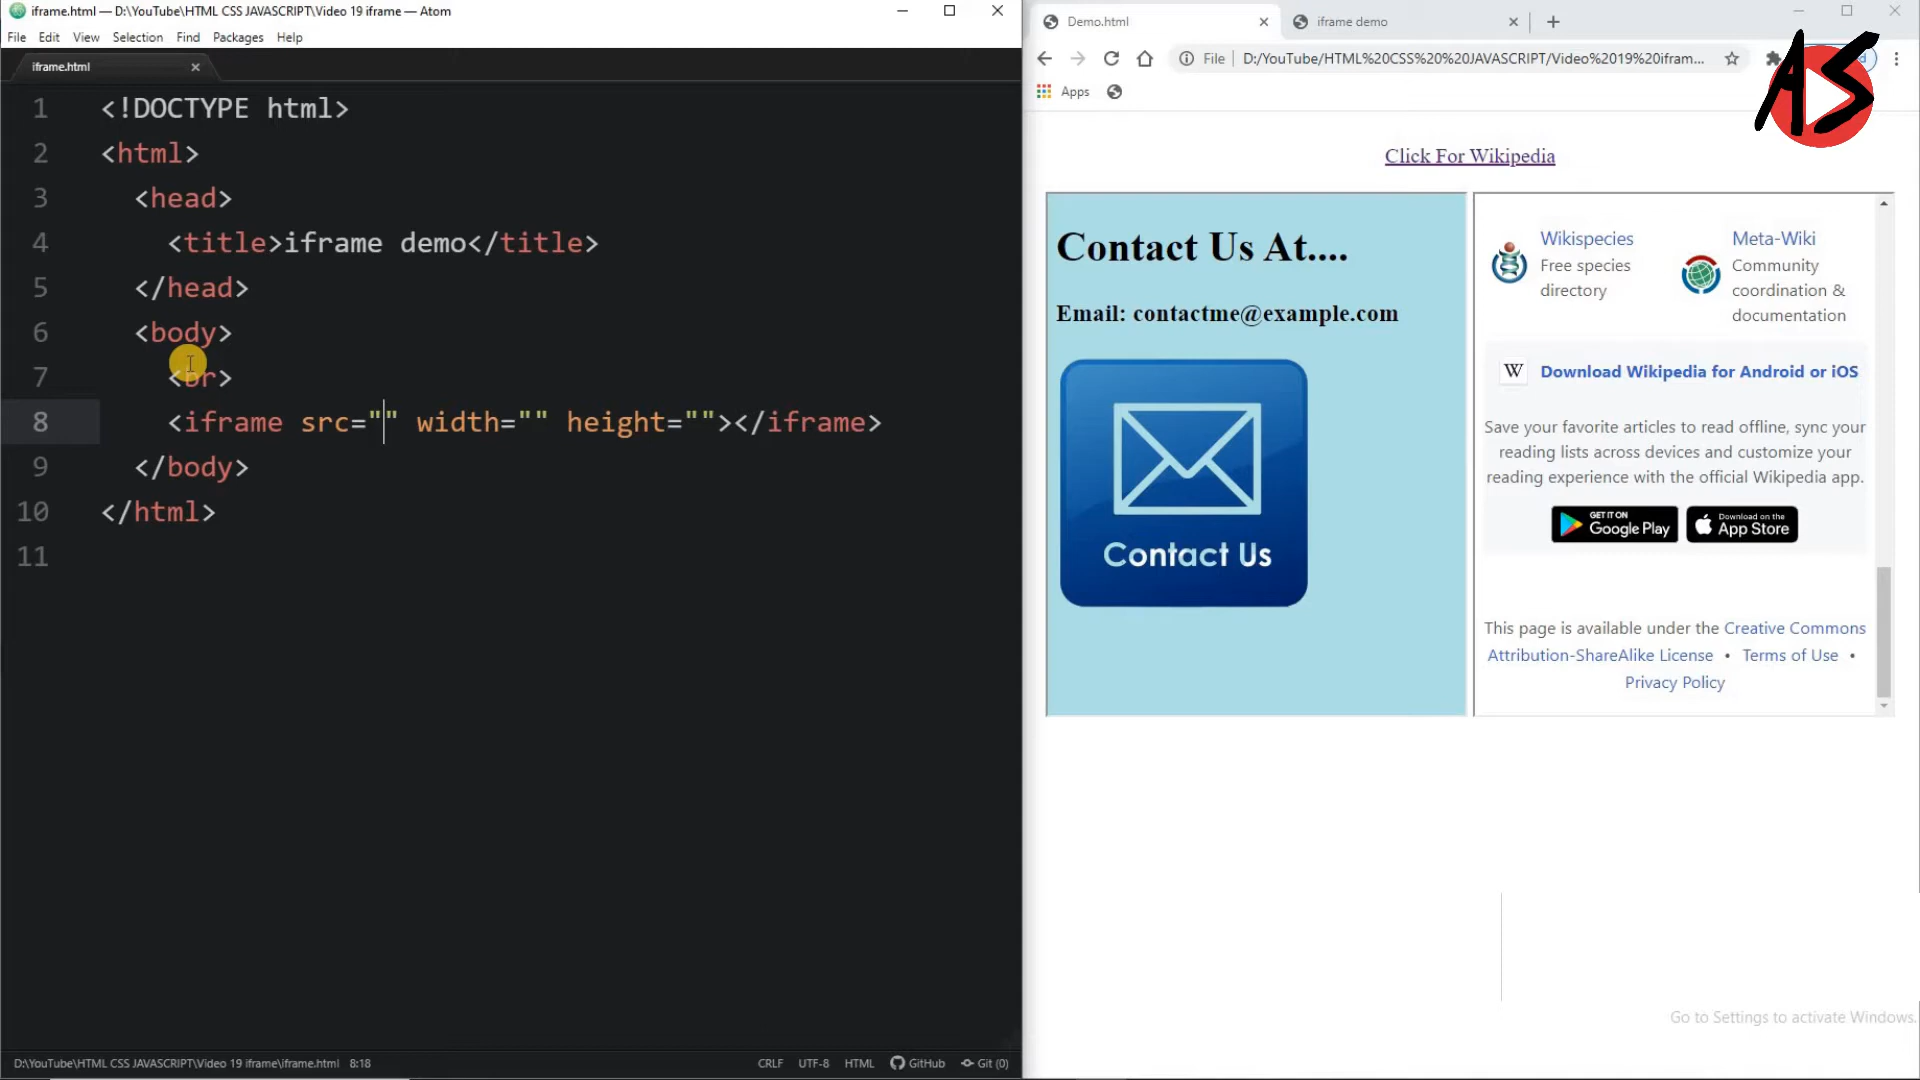 iframe.html — D:\YouTube\HTML CSS JAVASCRIPT\Video 19 iframe — Atom
File Edit View Selection Find Packages Help
iframe.html
1 <!DOCTYPE html>
2 <html>
3 <head>
4 <title>iframe demo</title>
5 </head>
6 <body>
7 <br>
8 <iframe src="" width="" height=""></iframe>
9 </body>
10 </html>
11
D:\YouTube\HTML CSS JAVASCRIPT\Video 19 iframe\iframe.html 8:18 CRLF UTF-8 HTML GitHub Git (0)
Demo.html
iframe demo
File D:/YouTube/HTML%20CSS%20%20JAVASCRIPT/Video%2019%20ifram...
Apps
AS
Click For Wikipedia
Contact Us At....
Email: contactme@example.com
Contact Us
Wikispecies
Free species
directory
Meta-Wiki
Community
coordination &
documentation
W Download Wikipedia for Android or iOS
Save your favorite articles to read offline, sync your
reading lists across devices and customize your
reading experience with the official Wikipedia app.
GET IT ON
Google Play
Download on the
App Store
This page is available under the Creative Commons
Attribution-ShareAlike License • Terms of Use •
Privacy Policy
Go to Settings to activate Windows.